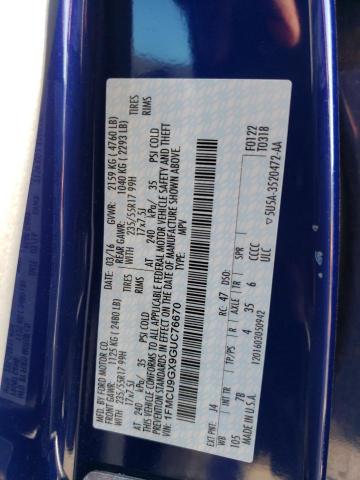 MFD. BY FORD MOTOR CO.
DATE: 03/16 GVWR: 2159 KG ( 4760 LB)
FRONT GAWR: 1125 KG ( 2480 LB) REAR GAWR: 1040 KG ( 2293 LB)
235/55R17 99H 235/55R17 99H TIRES
17x7.5J 17x7.5J RIMS
AT 240 kPa/ 35 PSI COLD AT 240 kPa/ 35 PSI COLD
THIS VEHICLE CONFORMS TO ALL APPLICABLE FEDERAL MOTOR VEHICLE SAFETY AND THEFT
PREVENTION STANDARDS IN EFFECT ON THE DATE OF MANUFACTURE SHOWN ABOVE.
VIN: 1FMCU9GX9GUC76670
TYPE: MPV
F0122
T0318
EXT PNT: J4 RC: 47 DSO:
WB INT TR TP/PS R AXLE TR SPR
105 7B 4 35 6 CCCC
1201603050942 ULC
MADE IN U.S.A.
5U5A-3520472-AA